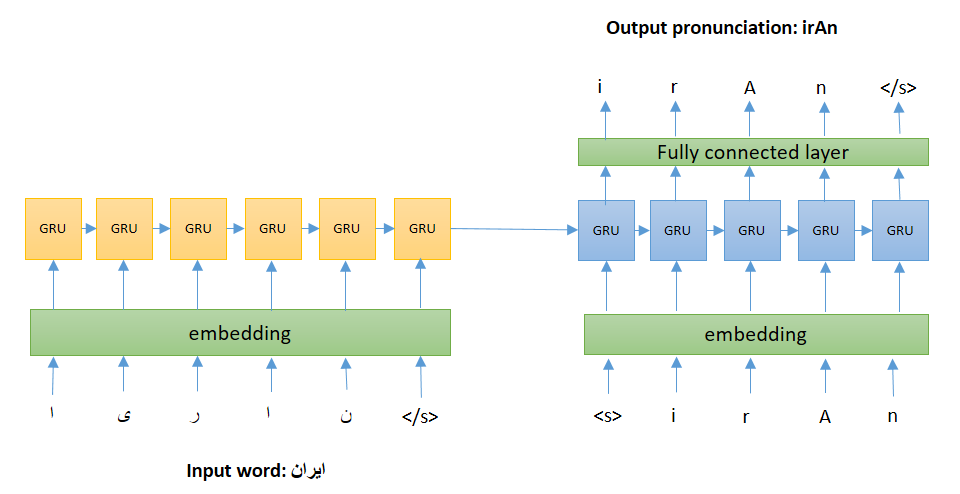 Output pronunciation: irAn
i r A n </s>
Fully connected layer
GRU GRU GRU GRU GRU GRU GRU GRU GRU GRU GRU
embedding embedding
ا ی ر ا ن </s> <s> i r A n
Input word: ایران